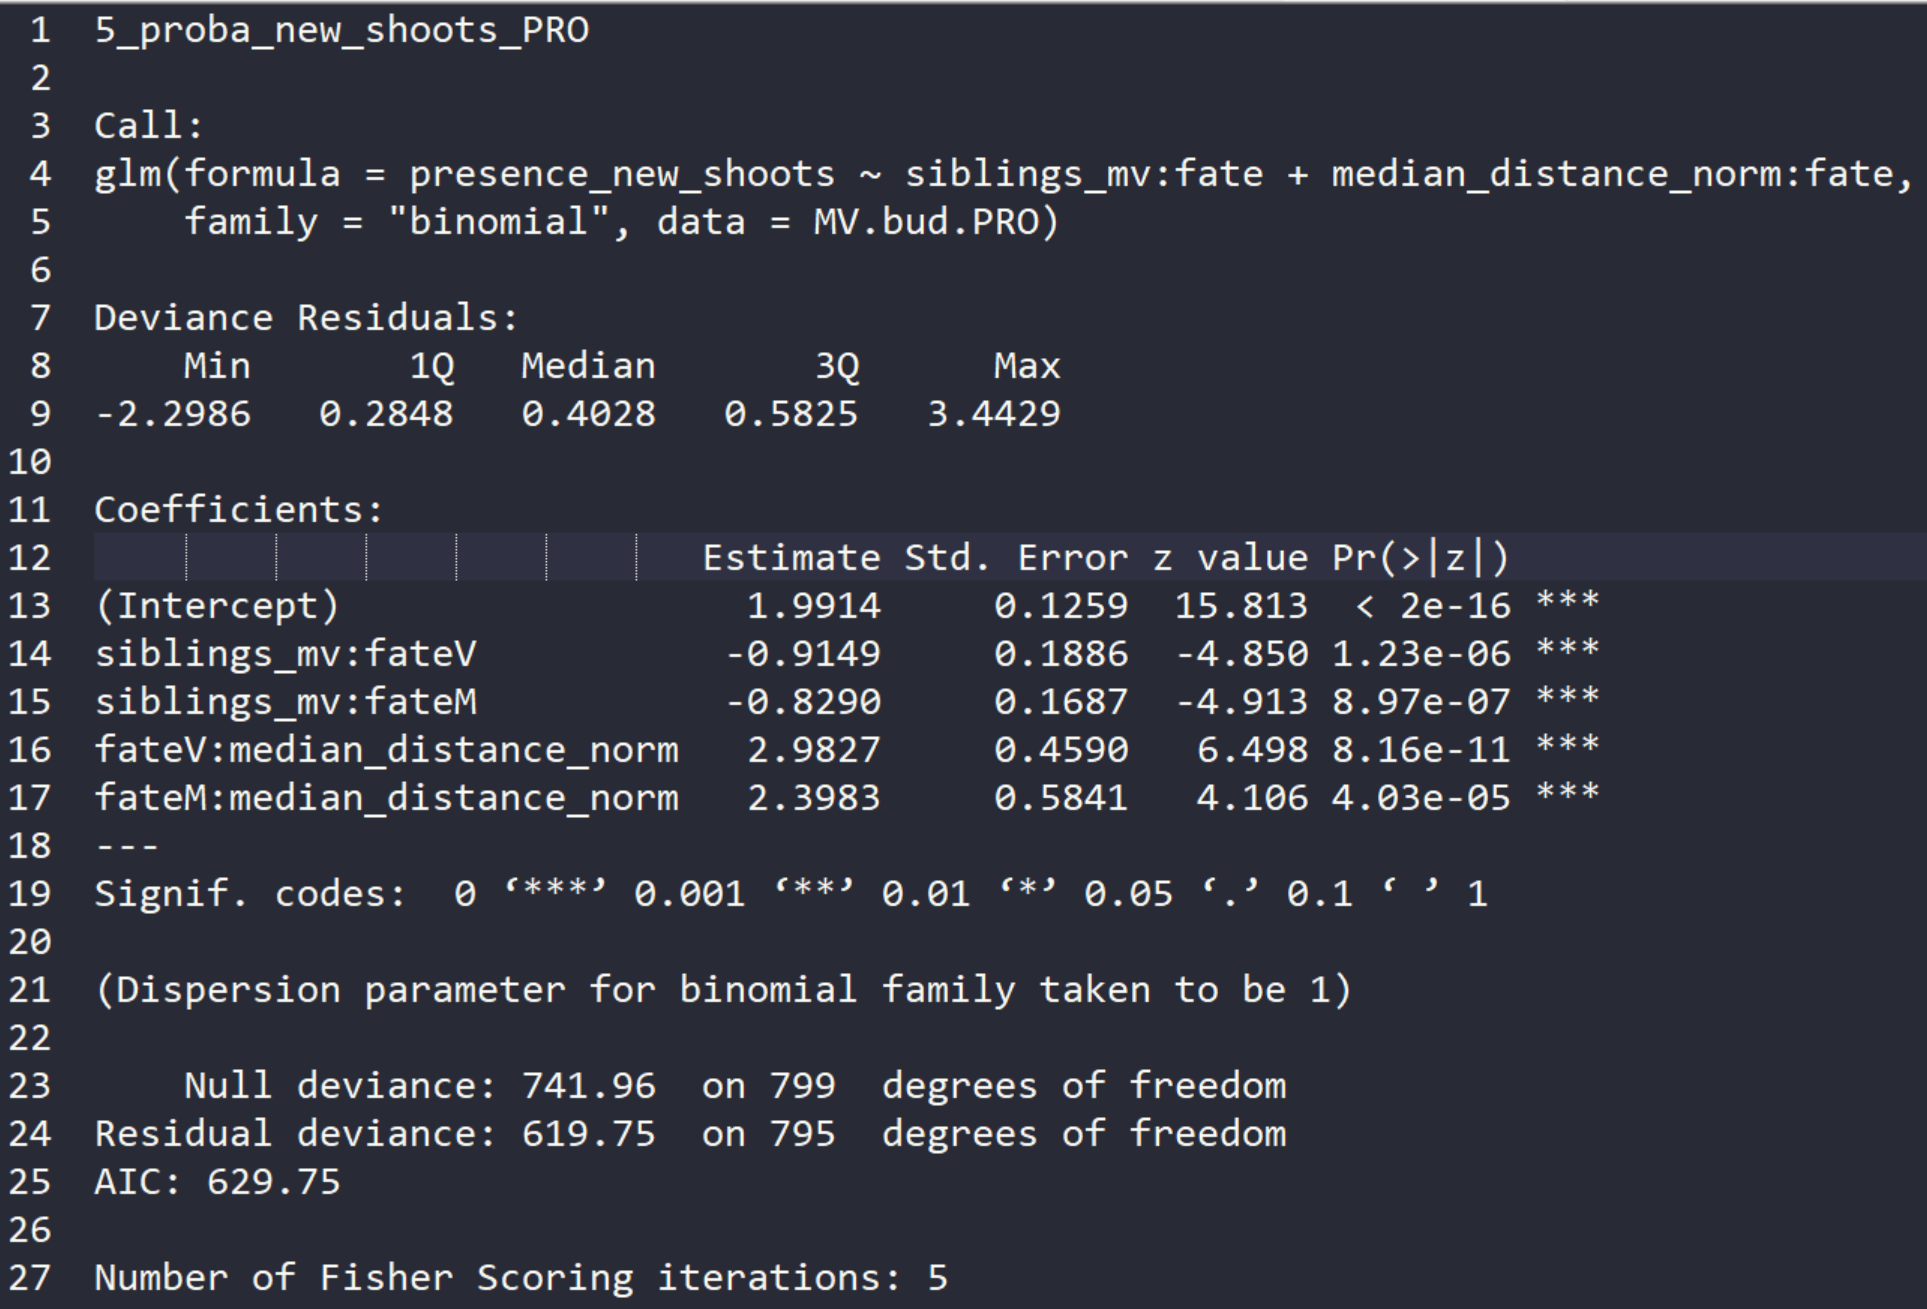 1 5_proba_new_shoots_PRO
2
3 Call:
4 glm(formula = presence_new_shoots ~ siblings_mv:fate + median_distance_norm:fate,
5     family = "binomial", data = MV.bud.PRO)
6
7 Deviance Residuals:
8     Min       1Q   Median       3Q      Max
9 -2.2986   0.2848   0.4028   0.5825   3.4429
10
11 Coefficients:
12                            Estimate Std. Error z value Pr(>|z|)
13 (Intercept)                  1.9914     0.1259  15.813  < 2e-16 ***
14 siblings_mv:fateV           -0.9149     0.1886  -4.850 1.23e-06 ***
15 siblings_mv:fateM           -0.8290     0.1687  -4.913 8.97e-07 ***
16 fateV:median_distance_norm   2.9827     0.4590   6.498 8.16e-11 ***
17 fateM:median_distance_norm   2.3983     0.5841   4.106 4.03e-05 ***
18 ---
19 Signif. codes:  0 ‘***’ 0.001 ‘**’ 0.01 ‘*’ 0.05 ‘.’ 0.1 ‘ ’ 1
20
21 (Dispersion parameter for binomial family taken to be 1)
22
23     Null deviance: 741.96  on 799  degrees of freedom
24 Residual deviance: 619.75  on 795  degrees of freedom
25 AIC: 629.75
26
27 Number of Fisher Scoring iterations: 5